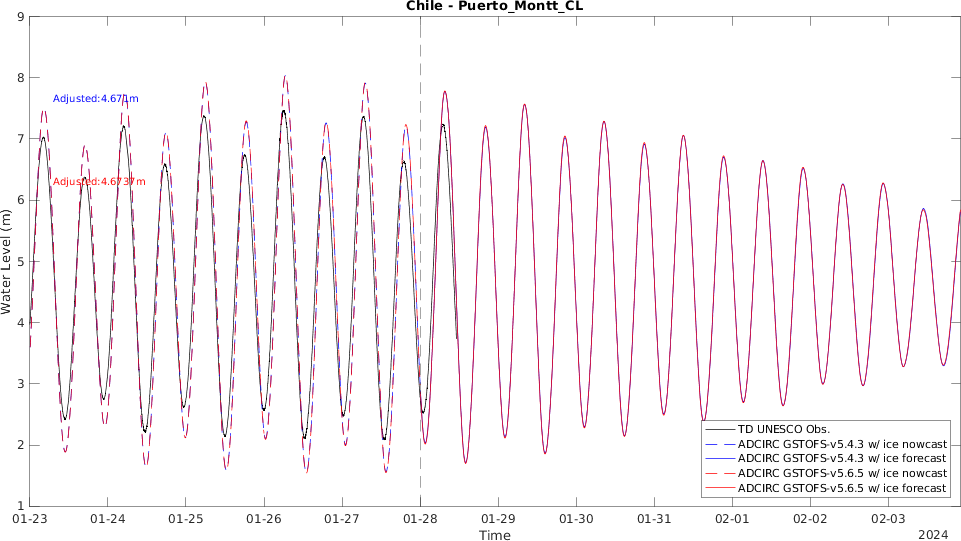 Chile - Puerto_Montt_CL
9
8
7
6
5
4
3
2
1
Water Level (m)
Adjusted:4.671m
Adjusted:4.6737m
TD UNESCO Obs.
ADCIRC GSTOFS-v5.4.3 w/ ice nowcast
ADCIRC GSTOFS-v5.4.3 w/ ice forecast
ADCIRC GSTOFS-v5.6.5 w/ ice nowcast
ADCIRC GSTOFS-v5.6.5 w/ ice forecast
01-23 01-24 01-25 01-26 01-27 01-28 01-29 01-30 01-31 02-01 02-02 02-03
Time
2024